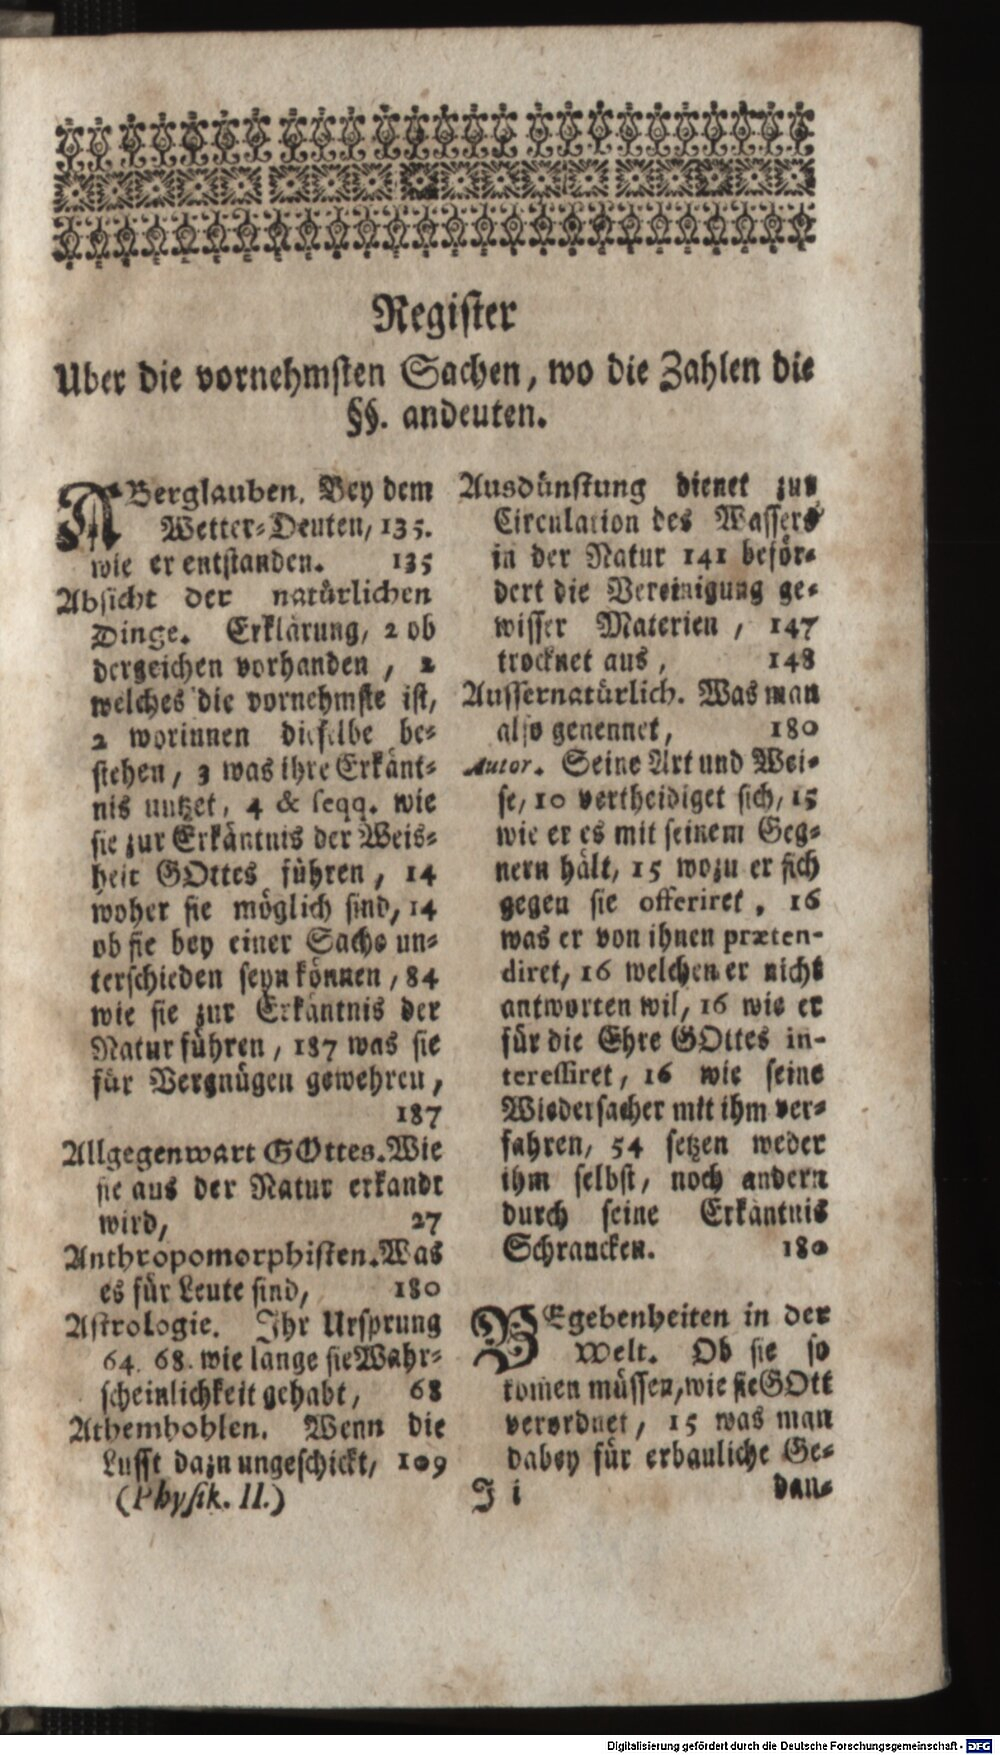 Register
Uber die vornehmsten Sachen, wo die Zahlen die
§§. andeuten.
ABerglauben. Bey dem
Wetter-Deuten, 135.
wie er entstanden. 135
Absicht der natürlichen
Dinge. Erklärung, 2 ob
dergeichen vorhanden, 2
welches die vornehmste ist,
2 worinnen dieselbe be-
stehen, 3 was ihre Erkänt-
nis nutzet, 4 & seqq. wie
sie zur Erkäntnis der Weis-
heit GOttes führen, 14
woher sie möglich sind, 14
ob sie bey einer Sache un-
terschieden seyn können, 84
wie sie zur Erkäntnis der
Natur führen, 187 was sie
für Vergnügen gewehren,
187
Allgegenwart GOttes. Wie
sie aus der Natur erkandt
wird, 27
Anthropomorphisten. Was
es für Leute sind, 180
Astrologie. Ihr Ursprung
64. 68. wie lange sie Wahr-
scheinlichkeit gehabt, 68
Athemhohlen. Wenn die
Lufft dazu ungeschickt, 109
(Physik. II.)
Ausdünstung dienet zur
Circulation des Wassers
in der Natur 141 beför-
dert die Vereinigung ge-
wisser Materien, 147
trocknet aus, 148
Aussernatürlich. Was man
also genennet, 180
Autor. Seine Art und Wei-
se, 10 vertheidiget sich, 15
wie er es mit seinem Geg-
nern hält, 15 wozu er sich
gegen sie offeriret, 16
was er von ihnen præten-
diret, 16 welchen er nicht
antworten wil, 16 wie er
für die Ehre GOttes in-
teressiret, 16 wie seine
Wiedersacher mit ihm ver-
fahren, 54 setzen weder
ihm selbst, noch andern
durch seine Erkäntnis
Schrancken. 180
BEgebenheiten in der
Welt. Ob sie so
komen müssen, wie sie GOtt
verordnet, 15 was man
dabey für erbauliche Ge-
J i dan-
Digitalisierung gefördert durch die Deutsche Forschungsgemeinschaft - DFG